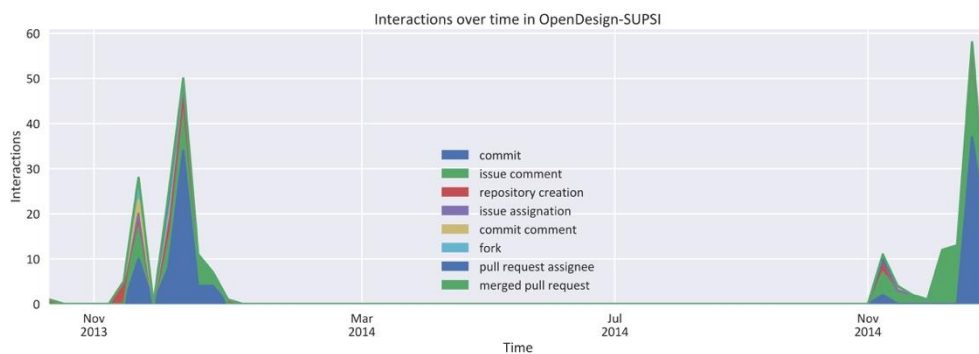 Interactions over time in OpenDesign-SUPSI
60
50
40
30
20
10
0
Interactions
commit
issue comment
repository creation
issue assignation
commit comment
fork
pull request assignee
merged pull request
Nov
2013
Mar
2014
Jul
2014
Nov
2014
Time